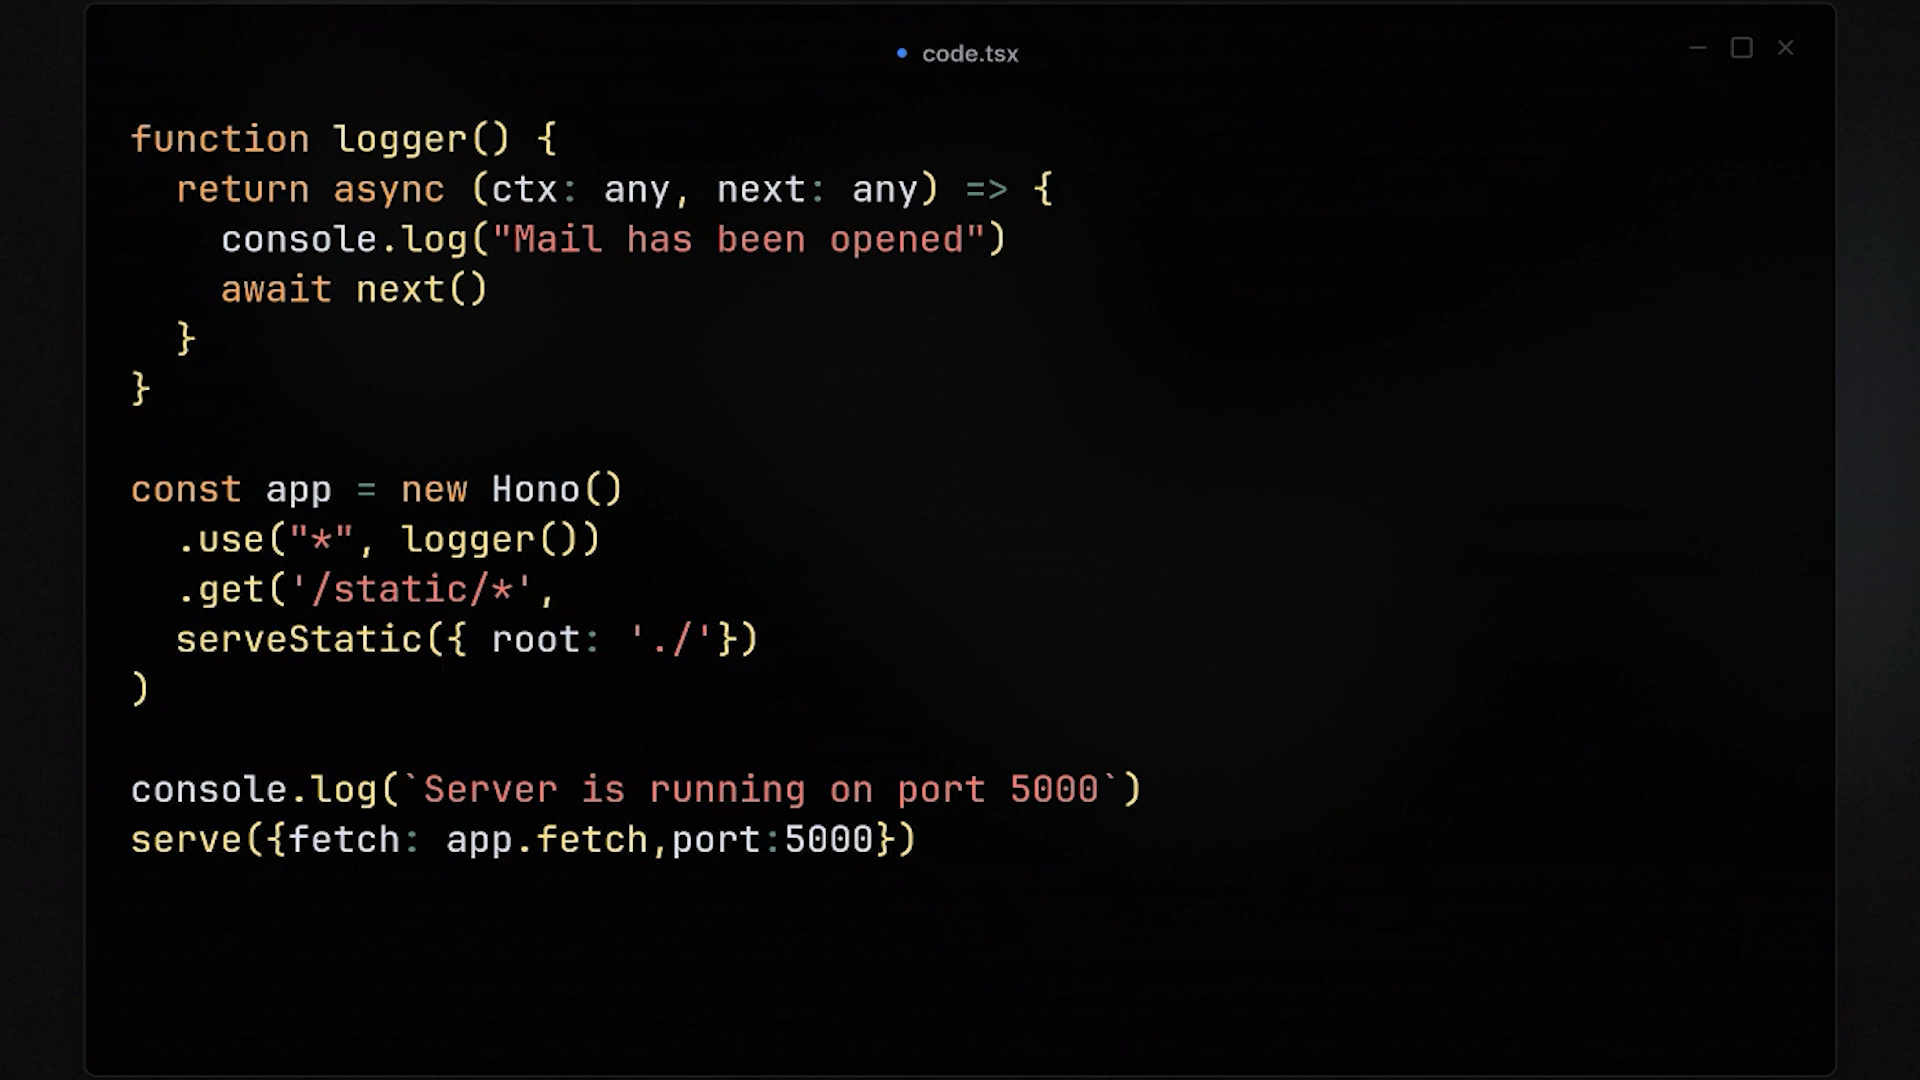 code.tsx
function logger() {
  return async (ctx: any, next: any) => {
    console.log("Mail has been opened")
    await next()
  }
}
const app = new Hono()
  .use("*", logger())
  .get('/static/*',
  serveStatic({ root: './'})
)
console.log(`Server is running on port 5000`)
serve({fetch: app.fetch,port:5000})